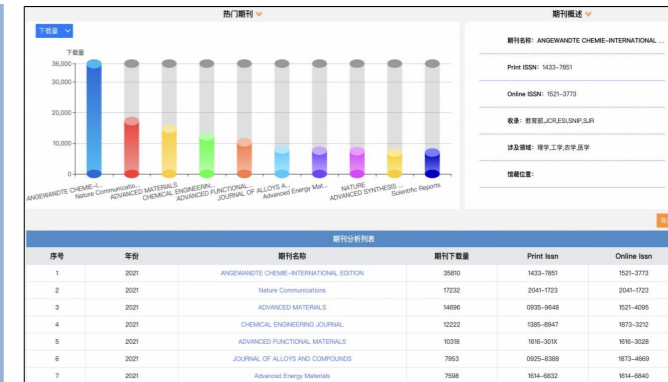 热门期刊
下载量
下载量
36,000
30,000
20,000
10,000
0
ANGEWANDTE CHEMIE-I...
Nature Communicatio...
ADVANCED MATERIALS
CHEMICAL ENGINEERIN...
ADVANCED FUNCTIONAL...
JOURNAL OF ALLOYS A...
Advanced Energy Mat...
NATURE
ADVANCED SYNTHESIS ...
Scientific Reports
期刊概述
期刊名称：ANGEWANDTE CHEMIE-INTERNATIONAL ...
Print ISSN：1433-7851
Online ISSN：1521-3773
收录：教育部,JCR,ESI,SNIP,SJR
涉及领域：理学,工学,农学,医学
馆藏位置：
期刊分析列表
序号 年份 期刊名称 期刊下载量 Print Issn Online Issn
1 2021 ANGEWANDTE CHEMIE-INTERNATIONAL EDITION 35810 1433-7851 1521-3773
2 2021 Nature Communications 17232 2041-1723 2041-1723
3 2021 ADVANCED MATERIALS 14696 0935-9648 1521-4095
4 2021 CHEMICAL ENGINEERING JOURNAL 12222 1385-8947 1873-3212
5 2021 ADVANCED FUNCTIONAL MATERIALS 10318 1616-301X 1616-3028
6 2021 JOURNAL OF ALLOYS AND COMPOUNDS 7953 0925-8388 1873-4669
7 2021 Advanced Energy Materials 7598 1614-6832 1614-6840